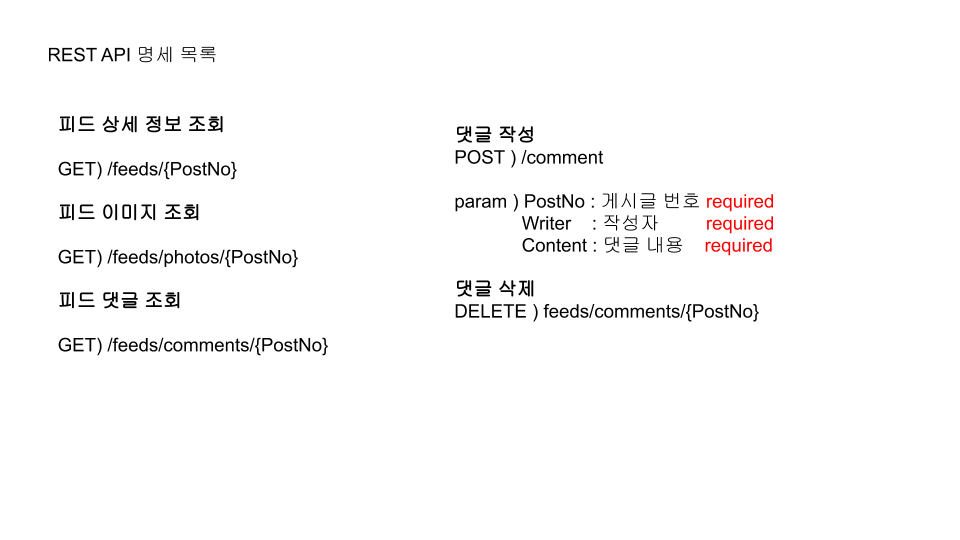 REST API 명세 목록
피드 상세 정보 조회
GET) /feeds/{PostNo}
피드 이미지 조회
GET) /feeds/photos/{PostNo}
피드 댓글 조회
GET) /feeds/comments/{PostNo}
댓글 작성
POST ) /comment
param ) PostNo : 게시글 번호 required
Writer : 작성자 required
Content : 댓글 내용 required
댓글 삭제
DELETE ) feeds/comments/{PostNo}